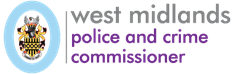 west midlands
police and crime
commissioner